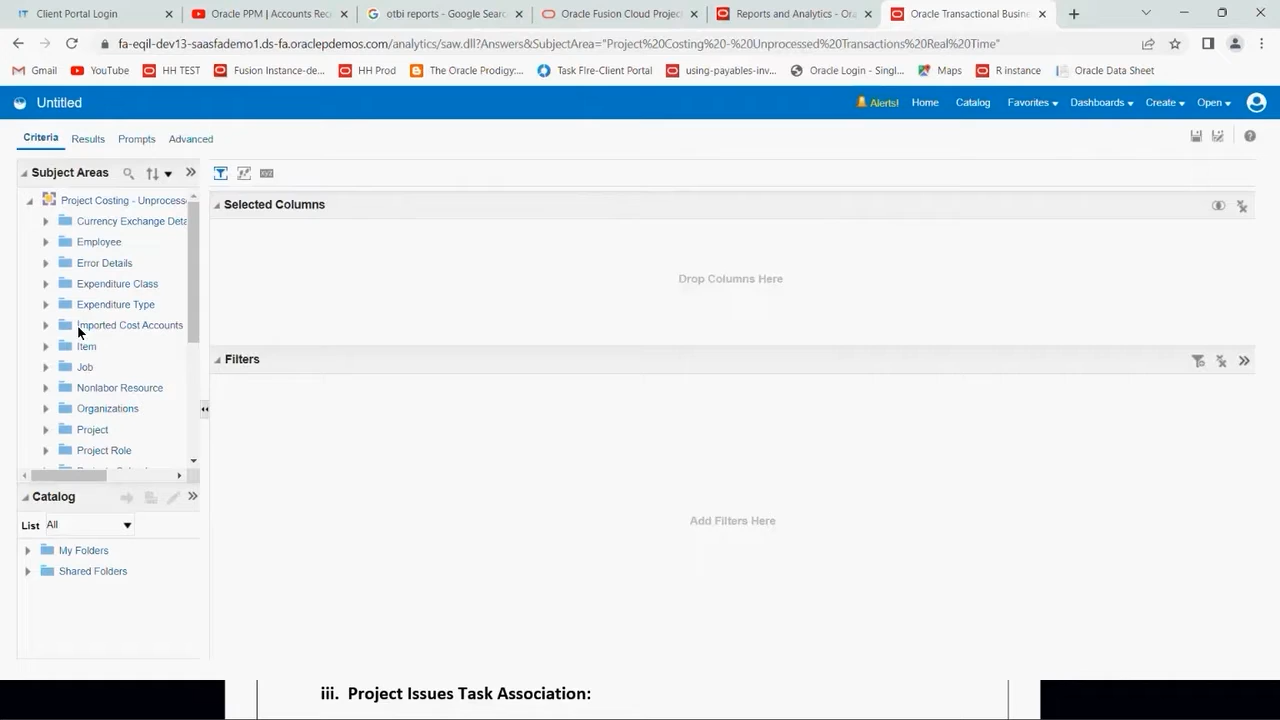 Client Portal Login
Oracle PPM | Accounts Rec
otbi reports - Google Sear
Oracle Fusion Cloud Project
Reports and Analytics - Ora
Oracle Transactional Busine
fa-eqil-dev13-saasfademo1.ds-fa.oraclepdemos.com/analytics/saw.dll?Answers&SubjectArea="Project%20Costing%20-%20Unprocessed%20Transactions%20Real%20Time"
Gmail
YouTube
HH TEST
Fusion Instance-de...
HH Prod
The Oracle Prodigy:...
Task FIre-Client Portal
using-payables-inv...
Oracle Login - Singl...
Maps
R instance
Oracle Data Sheet
Untitled
Alerts!
Home
Catalog
Favorites
Dashboards
Create
Open
Criteria
Results
Prompts
Advanced
Subject Areas
Project Costing - Unprocess
Currency Exchange Deta
Employee
Error Details
Expenditure Class
Expenditure Type
Imported Cost Accounts
Item
Job
Nonlabor Resource
Organizations
Project
Project Role
Selected Columns
Drop Columns Here
Filters
Add Filters Here
Catalog
List All
My Folders
Shared Folders
iii. Project Issues Task Association: